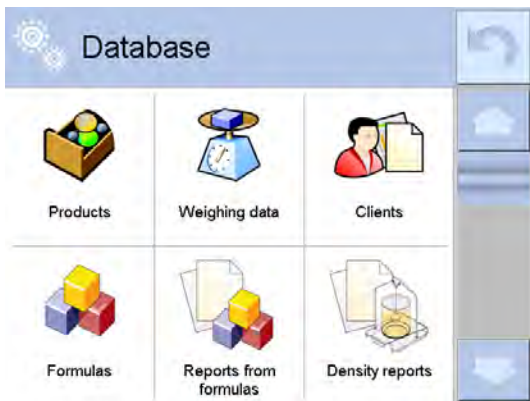 Database
Products
Weighing data
Clients
Formulas
Reports from
formulas
Density reports